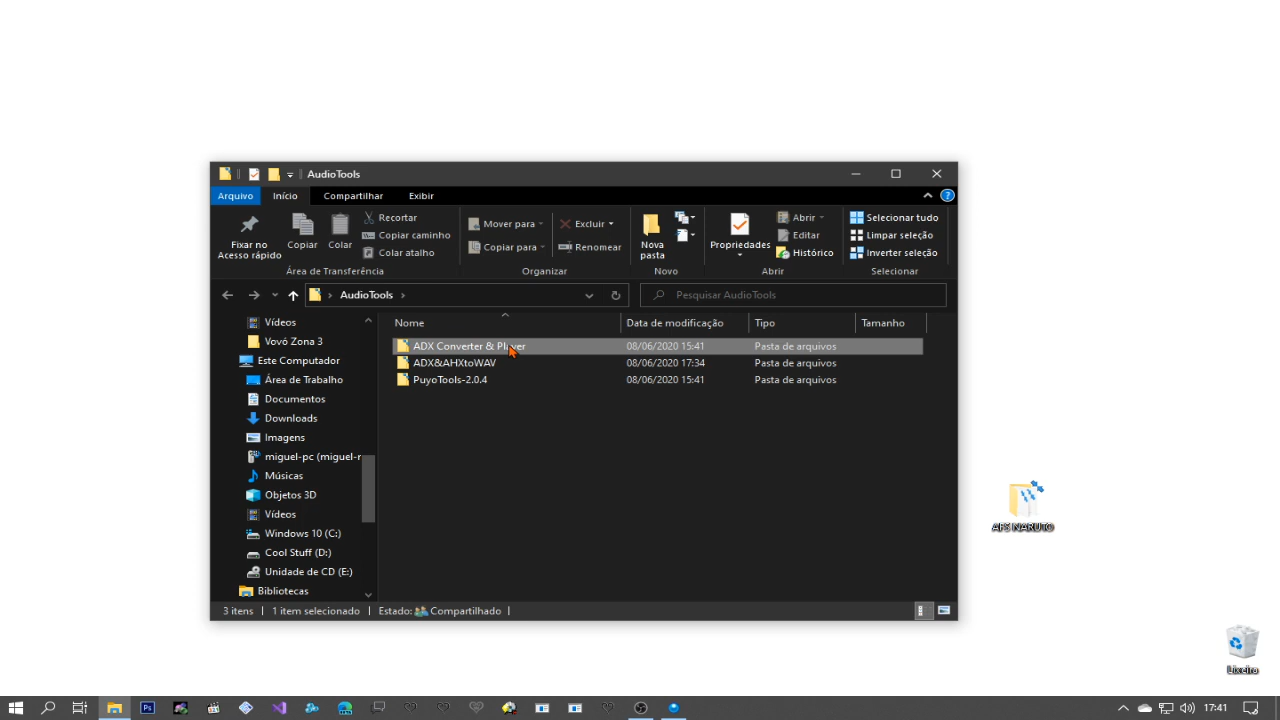 AudioTools
Arquivo Início Compartilhar Exibir
Fixar no Acesso rápido
Copiar
Colar
Recortar
Copiar caminho
Colar atalho
Área de Transferência
Mover para
Copiar para
Excluir
Renomear
Organizar
Nova pasta
Novo
Propriedades
Abrir
Editar
Histórico
Abrir
Selecionar tudo
Limpar seleção
Inverter seleção
Selecionar
AudioTools
Pesquisar AudioTools
Vídeos
Vovó Zona 3
Este Computador
Área de Trabalho
Documentos
Downloads
Imagens
miguel-pc (miguel-r
Músicas
Objetos 3D
Vídeos
Windows 10 (C:)
Cool Stuff (D:)
Unidade de CD (E:)
Bibliotecas
Nome Data de modificação Tipo Tamanho
ADX Converter & Player 08/06/2020 15:41 Pasta de arquivos
ADX&AHXtoWAV 08/06/2020 17:34 Pasta de arquivos
PuyoTools-2.0.4 08/06/2020 15:41 Pasta de arquivos
3 itens 1 item selecionado Estado: Compartilhado
AFS NARUTO
Lixeira
Ps
17:41